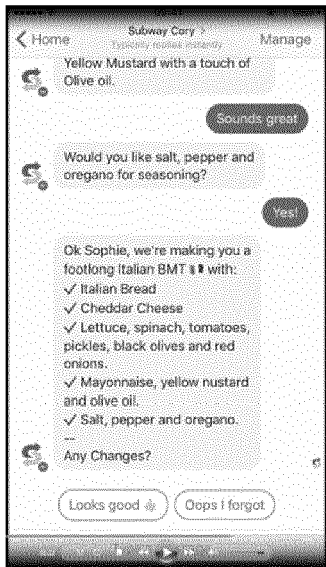 Subway Cory >
Home
Typically replies instantly
Manage
Yellow Mustard with a touch of
Olive oil.
Sounds great
Would you like salt, pepper and
oregano for seasoning?
Yes!
Ok Sophie, we're making you a
footlong Italian BMT with:
✓ Italian Bread
✓ Cheddar Cheese
✓ Lettuce, spinach, tomatoes,
pickles, black olives and red
onions.
✓ Mayonnaise, yellow nustard
and olive oil.
✓ Salt, pepper and oregano.
--
Any Changes?
Looks good
Oops I forgot